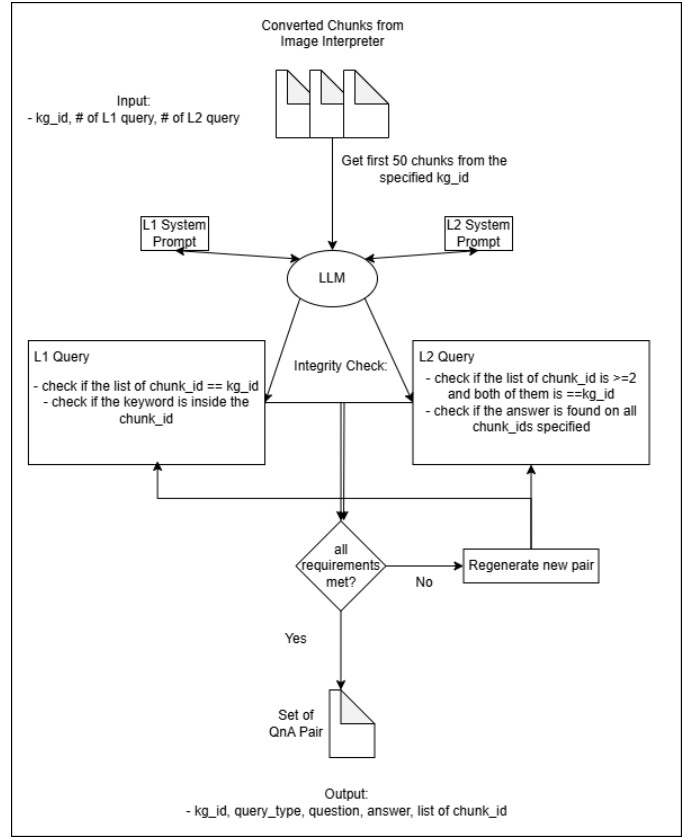 Converted Chunks from
Image Interpreter
Input:
- kg_id, # of L1 query, # of L2 query
Get first 50 chunks from the
specified kg_id
L1 System
Prompt
L2 System
Prompt
LLM
L1 Query
- check if the list of chunk_id == kg_id
- check if the keyword is inside the
chunk_id
Integrity Check:
L2 Query
- check if the list of chunk_id is >=2
and both of them is ==kg_id
- check if the answer is found on all
chunk_ids specified
all
requirements
met?
No
Regenerate new pair
Yes
Set of
QnA Pair
Output:
- kg_id, query_type, question, answer, list of chunk_id